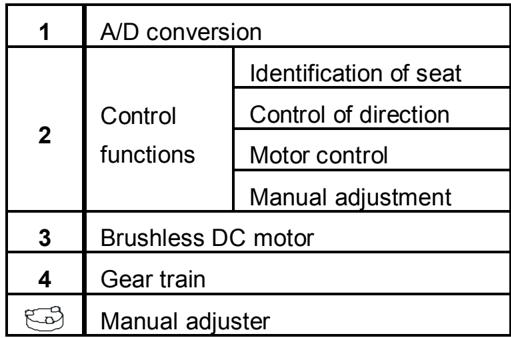 1 A/D conversion
2 Control functions
Identification of seat
Control of direction
Motor control
Manual adjustment
3 Brushless DC motor
4 Gear train
Manual adjuster